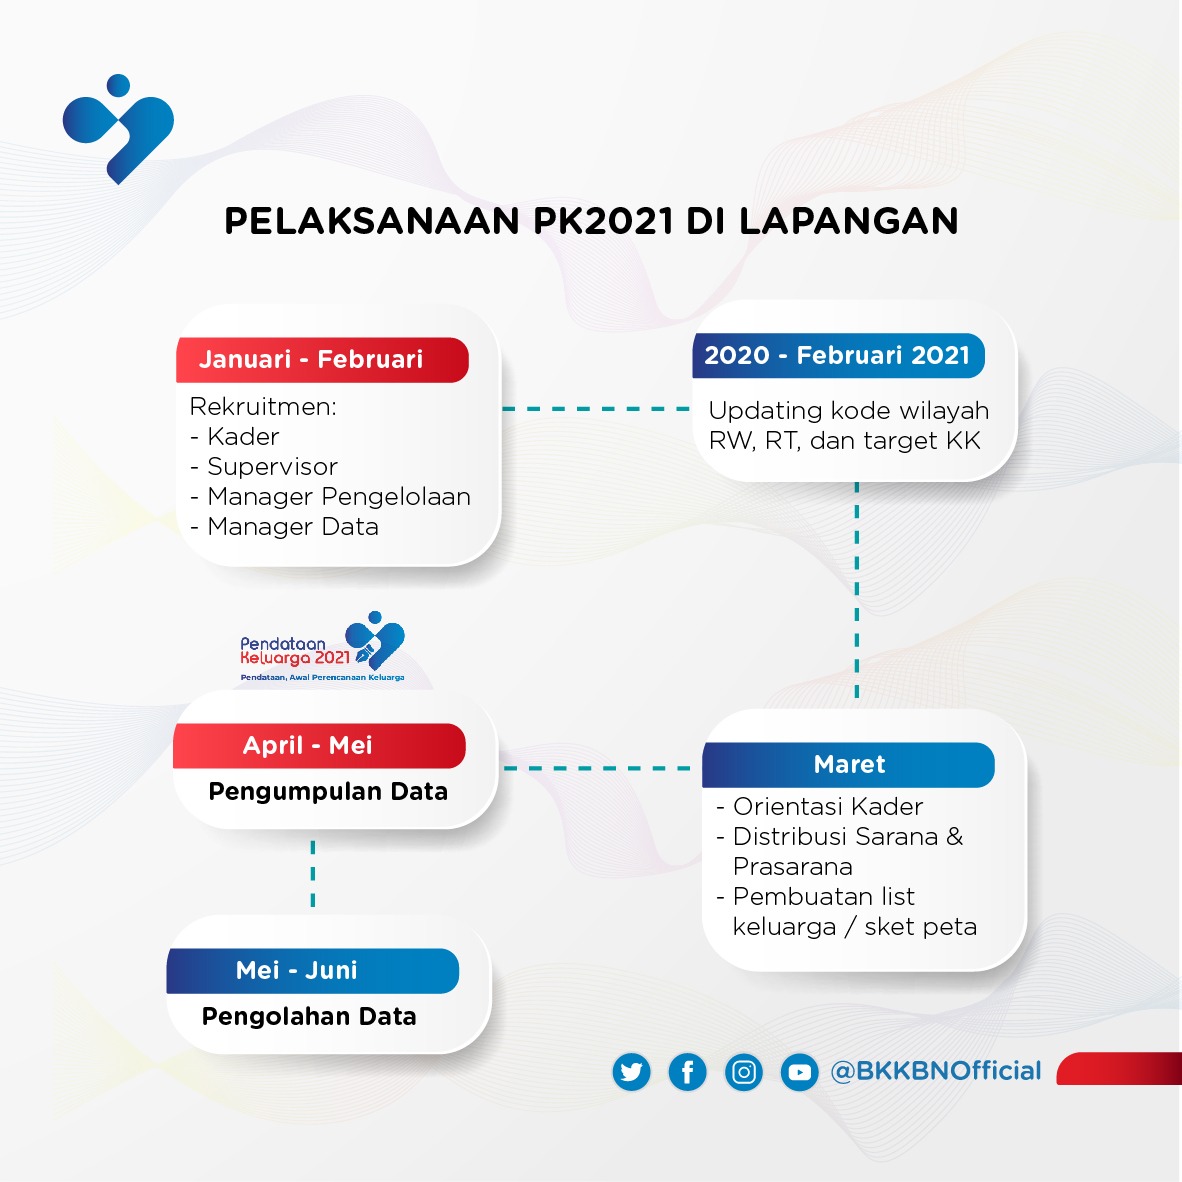 PELAKSANAAN PK2021 DI LAPANGAN
Januari - Februari
Rekruitmen:
- Kader
- Supervisor
- Manager Pengelolaan
- Manager Data
2020 - Februari 2021
Updating kode wilayah
RW, RT, dan target KK
Pendataan
Keluarga 2021
Pendataan, Awal Perencanaan Keluarga
April - Mei
Pengumpulan Data
Maret
- Orientasi Kader
- Distribusi Sarana &
Prasarana
- Pembuatan list
keluarga / sket peta
Mei - Juni
Pengolahan Data
@BKKBNOfficial